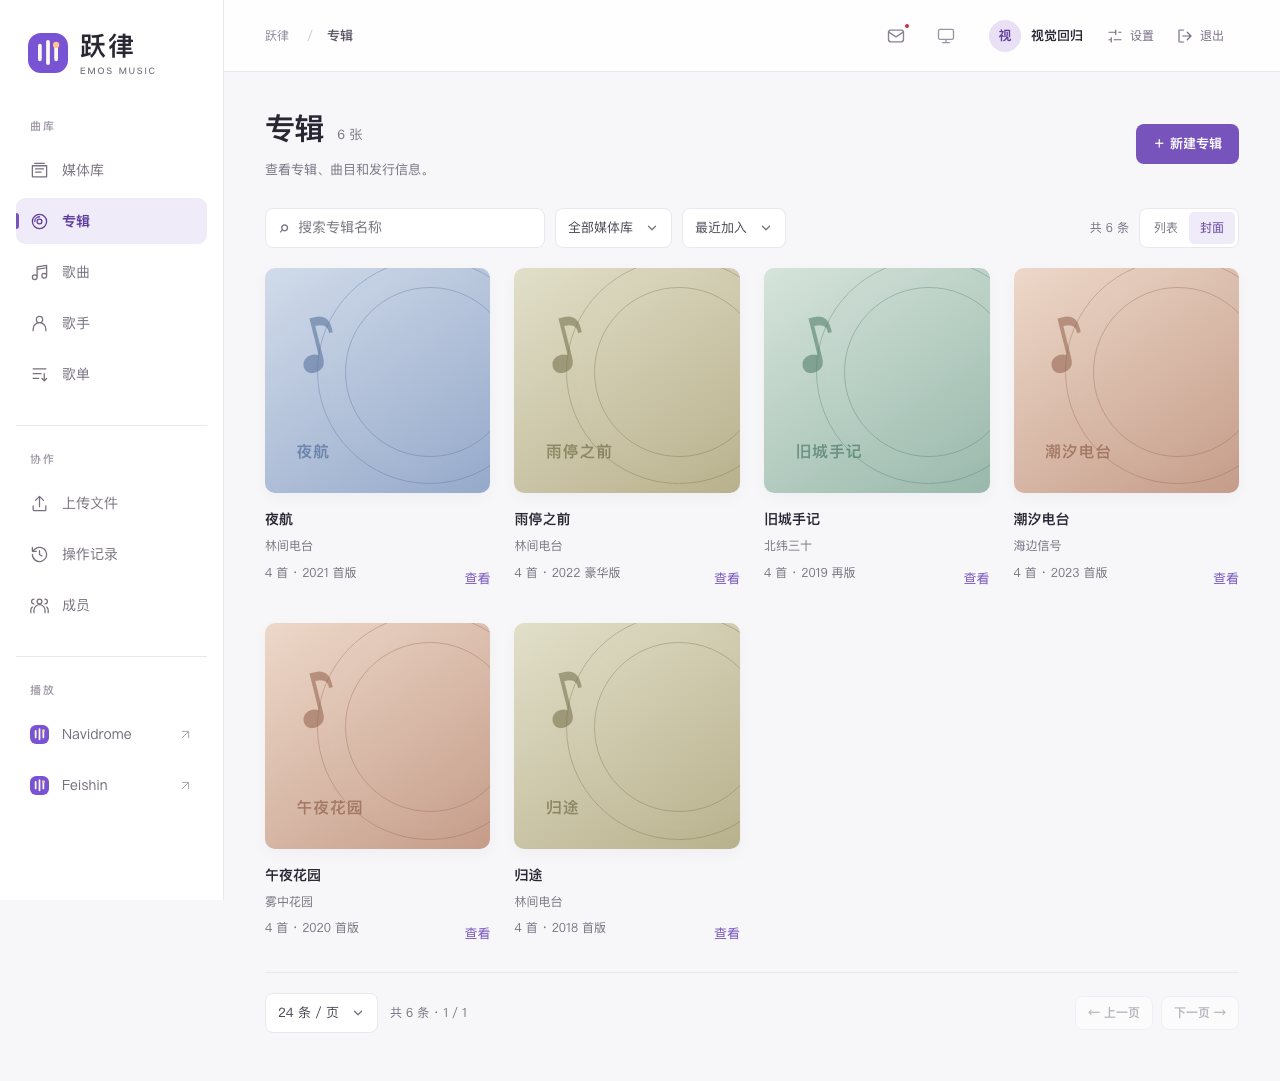 跃律
EMOS MUSIC
曲库
媒体库
专辑
歌曲
歌手
歌单
协作
上传文件
操作记录
成员
播放
Navidrome
Feishin
跃律 / 专辑
视 视觉回归
设置
退出
专辑 6 张
查看专辑、曲目和发行信息。
+ 新建专辑
搜索专辑名称
全部媒体库
最近加入
共 6 条
列表
封面
夜航
雨停之前
旧城手记
潮汐电台
夜航
林间电台
4 首 · 2021 首版
查看
雨停之前
林间电台
4 首 · 2022 豪华版
查看
旧城手记
北纬三十
4 首 · 2019 再版
查看
潮汐电台
海边信号
4 首 · 2023 首版
查看
午夜花园
归途
午夜花园
雾中花园
4 首 · 2020 首版
查看
归途
林间电台
4 首 · 2018 首版
查看
24 条 / 页
共 6 条 · 1 / 1
← 上一页
下一页 →